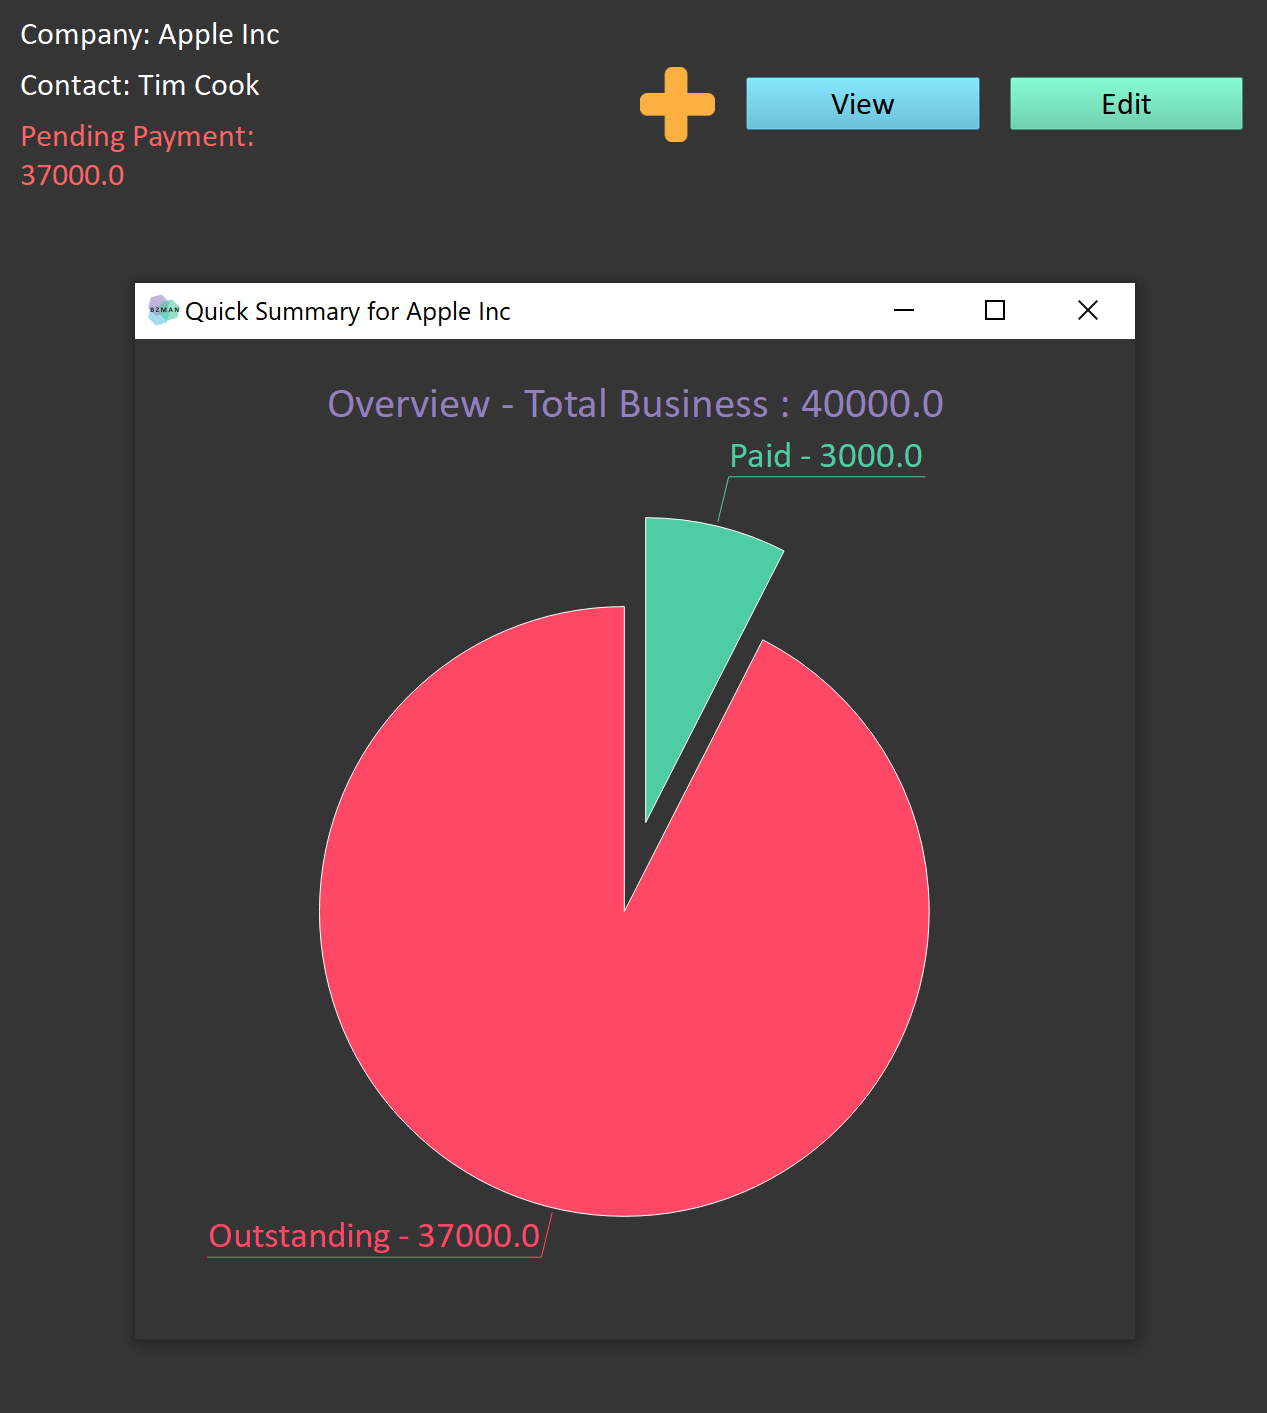 Company: Apple Inc
Contact: Tim Cook
Pending Payment:
37000.0
View
Edit
BZMAN
Quick Summary for Apple Inc
Overview - Total Business : 40000.0
Paid - 3000.0
Outstanding - 37000.0